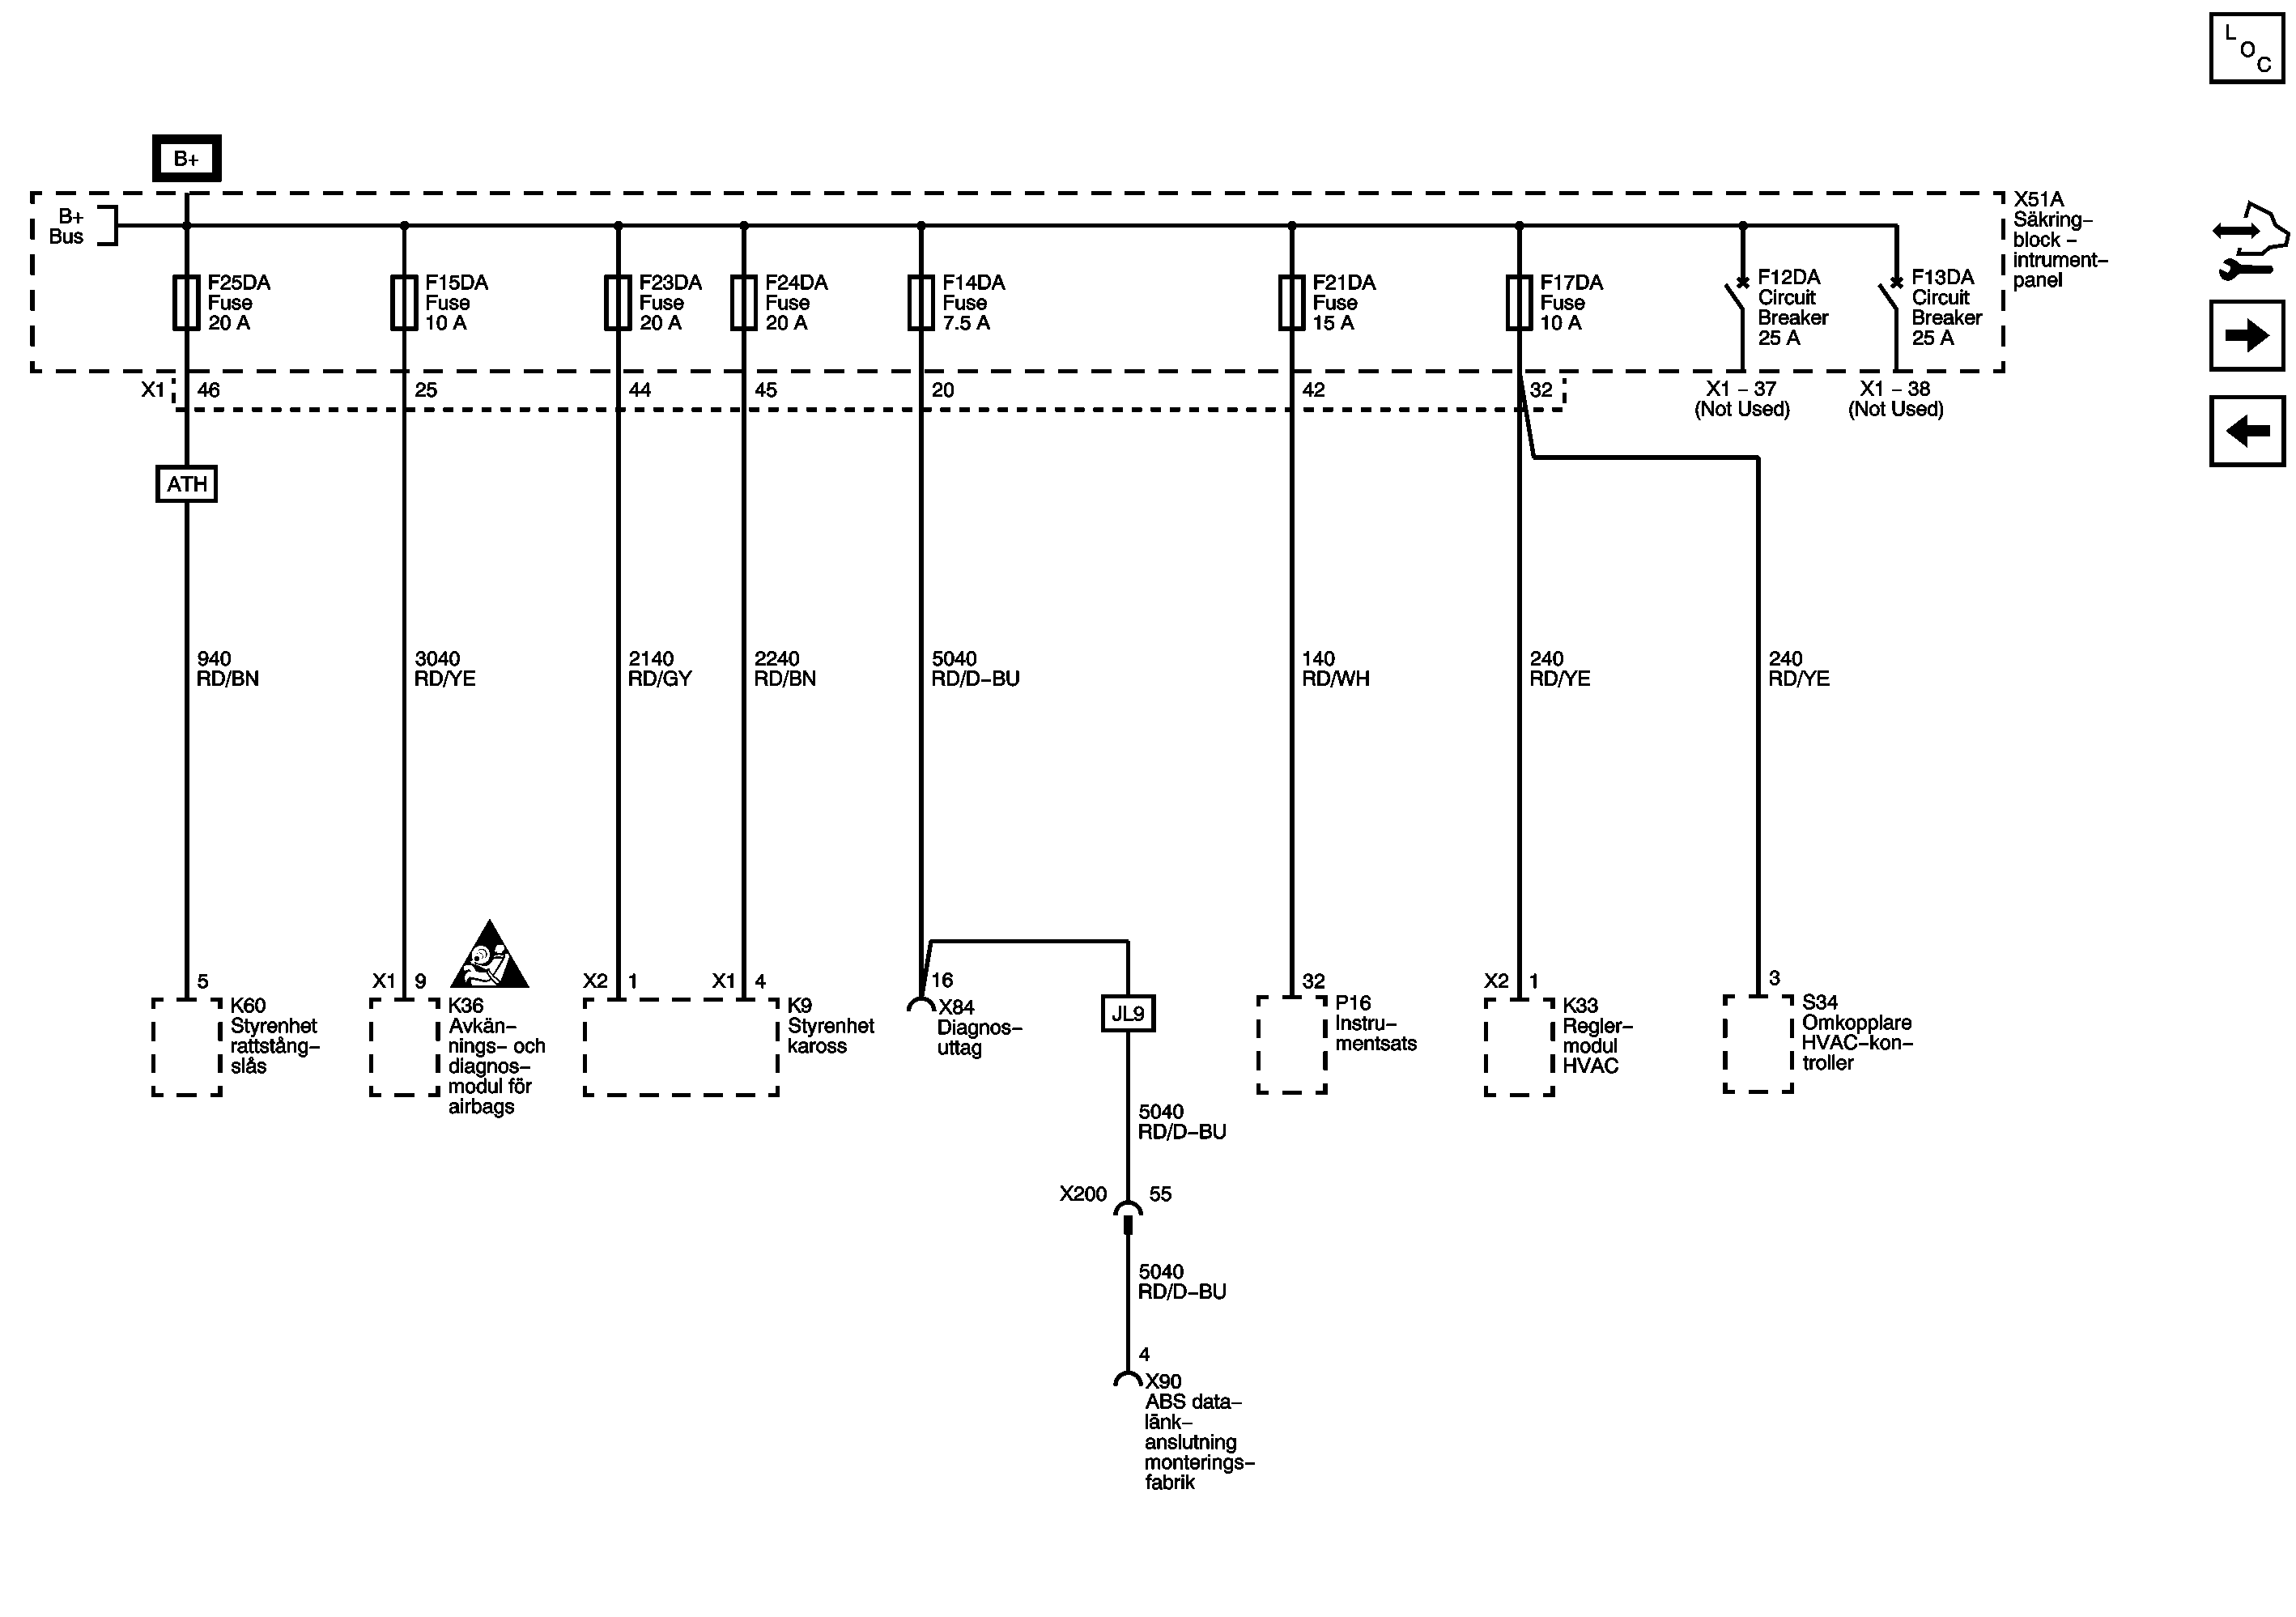 L
O
C
B+
B+
Bus
X51A
Säkring–
block –
intrument–
panel
F25DA
Fuse
20 A
F15DA
Fuse
10 A
F23DA
Fuse
20 A
F24DA
Fuse
20 A
F14DA
Fuse
7.5 A
F21DA
Fuse
15 A
F17DA
Fuse
10 A
F12DA
Circuit
Breaker
25 A
F13DA
Circuit
Breaker
25 A
X1
46
25
44
45
20
42
32
X1 – 37
(Not Used)
X1 – 38
(Not Used)
ATH
940
RD/BN
3040
RD/YE
2140
RD/GY
2240
RD/BN
5040
RD/D–BU
140
RD/WH
240
RD/YE
240
RD/YE
5
K60
Styrenhet
rattstång–
slås
X1 9
K36
Avkän–
nings– och
diagnos–
modul för
airbags
X2 1
X1 4
K9
Styrenhet
kaross
16
X84
Diagnos–
uttag
JL9
32
P16
Instru–
mentsats
X2 1
K33
Regler–
modul
HVAC
3
S34
Omkopplare
HVAC–kon–
troller
5040
RD/D–BU
X200 55
5040
RD/D–BU
4
X90
ABS data–
länk–
anslutning
monterings–
fabrik